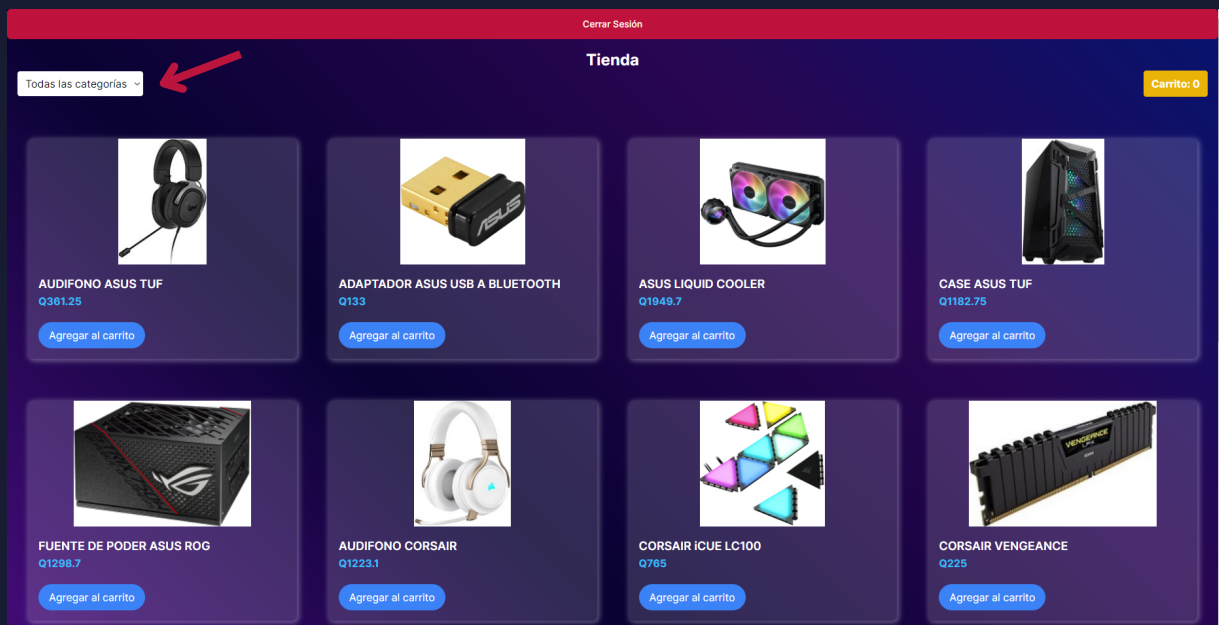 Cerrar Sesión
Tienda
Todas las categorías
Carrito: 0
ASUS
AUDIFONO ASUS TUF
Q361.25
Agregar al carrito
ADAPTADOR ASUS USB A BLUETOOTH
Q133
Agregar al carrito
ASUS LIQUID COOLER
Q1949.7
Agregar al carrito
CASE ASUS TUF
Q1182.75
Agregar al carrito
VENGEANCE
LPX
FUENTE DE PODER ASUS ROG
Q1298.7
Agregar al carrito
AUDIFONO CORSAIR
Q1223.1
Agregar al carrito
CORSAIR iCUE LC100
Q765
Agregar al carrito
CORSAIR VENGEANCE
Q225
Agregar al carrito